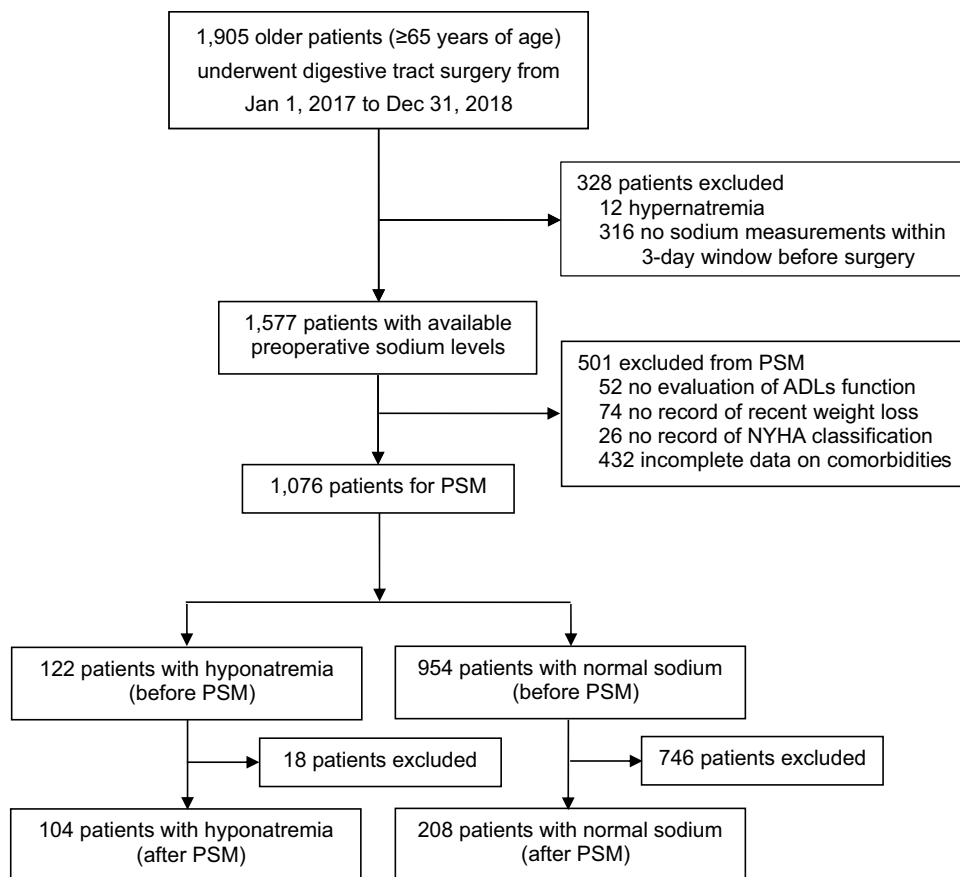 1,905 older patients (≥65 years of age)
underwent digestive tract surgery from
Jan 1, 2017 to Dec 31, 2018
328 patients excluded
12 hypernatremia
316 no sodium measurements within
3-day window before surgery
1,577 patients with available
preoperative sodium levels
501 excluded from PSM
52 no evaluation of ADLs function
74 no record of recent weight loss
26 no record of NYHA classification
432 incomplete data on comorbidities
1,076 patients for PSM
122 patients with hyponatremia
(before PSM)
954 patients with normal sodium
(before PSM)
18 patients excluded
746 patients excluded
104 patients with hyponatremia
(after PSM)
208 patients with normal sodium
(after PSM)